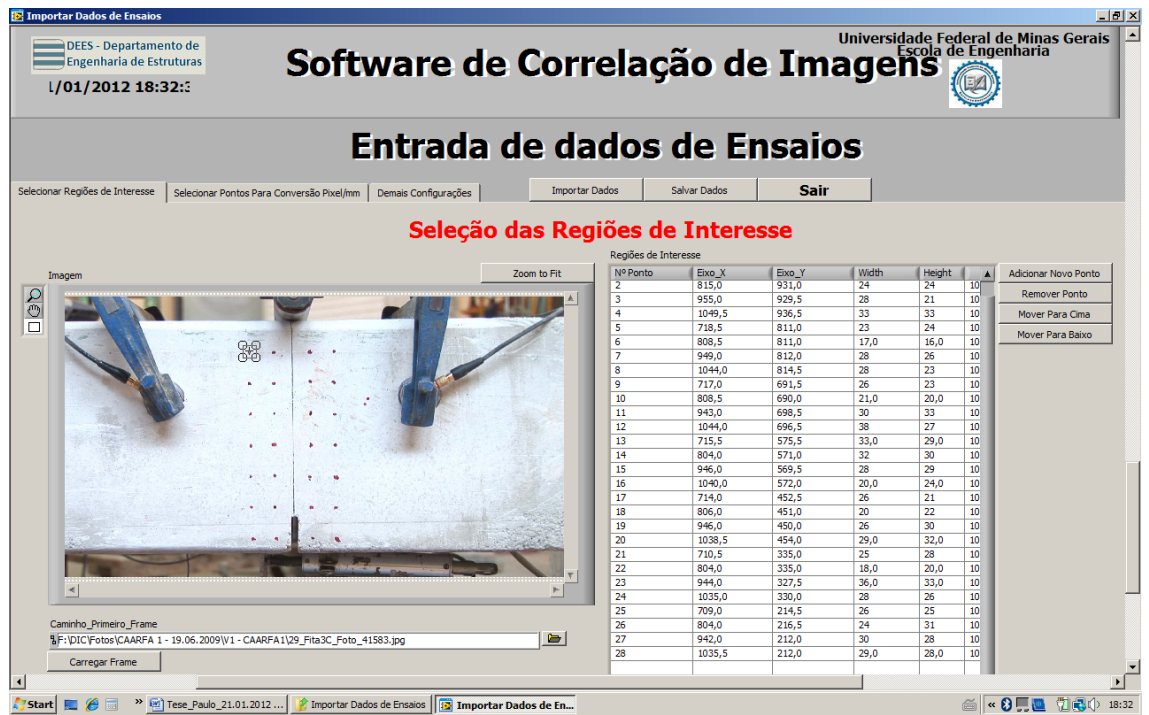 Importar Dados de Ensaios
DEES - Departamento de
Engenharia de Estruturas
/01/2012 18:32:
Software de Correlação de Imagens
Universidade Federal de Minas Gerais
Escola de Engenharia
Entrada de dados de Ensaios
Selecionar Regiões de Interesse
Selecionar Pontos Para Conversão Pixel/mm
Demais Configurações
Importar Dados
Salvar Dados
Sair
Seleção das Regiões de Interesse
Imagem
Zoom to Fit
Regiões de Interesse
Nº Ponto Eixo_X Eixo_Y Width Height
2 815,0 931,0 24 24 10
3 955,0 929,5 28 21 10
4 1049,5 936,5 33 33 10
5 718,5 811,0 23 24 10
6 808,5 811,0 17,0 16,0 10
7 949,0 812,0 28 26 10
8 1044,0 814,5 28 23 10
9 717,0 691,5 26 23 10
10 808,5 690,0 21,0 20,0 10
11 943,0 698,5 30 33 10
12 1044,0 696,5 38 27 10
13 715,5 575,5 33,0 29,0 10
14 804,0 571,0 32 30 10
15 946,0 569,5 28 29 10
16 1040,0 572,0 20,0 24,0 10
17 714,0 452,5 26 21 10
18 806,0 451,0 20 22 10
19 946,0 450,0 26 30 10
20 1038,5 454,0 29,0 32,0 10
21 710,5 335,0 25 28 10
22 804,0 335,0 18,0 20,0 10
23 944,0 327,5 36,0 33,0 10
24 1035,0 330,0 28 26 10
25 709,0 214,5 26 25 10
26 804,0 216,5 24 31 10
27 942,0 212,0 30 28 10
28 1035,5 212,0 29,0 28,0 10
Adicionar Novo Ponto
Remover Ponto
Mover Para Cima
Mover Para Baixo
Caminho_Primeiro_Frame
F:\DIC\Fotos\CAARFA 1 - 19.06.2009\V1 - CAARFA1\29_Fita3C_Foto_41583.jpg
Carregar Frame
Start
Tese_Paulo_21.01.2012 ...
Importar Dados de Ensaios
Importar Dados de En...
18:32